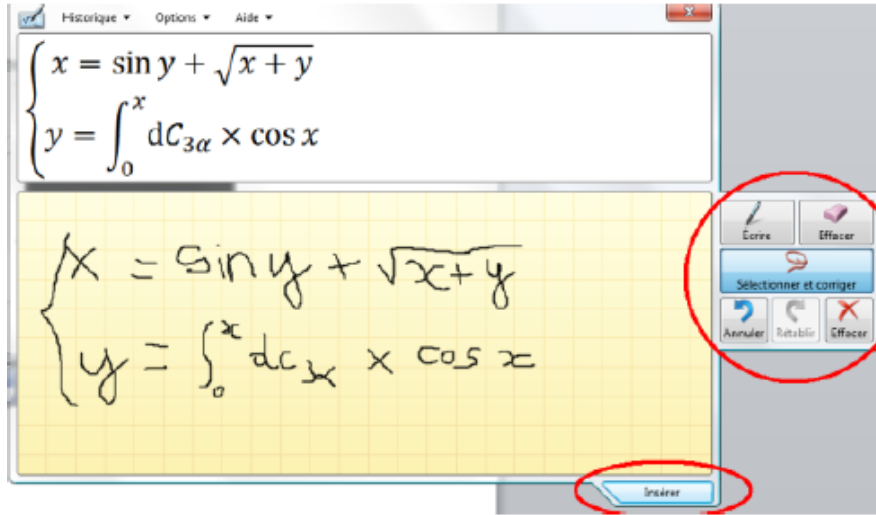 Historique Options Aide
x = sin y + √(x + y)
y = ∫₀ˣ dC₃α × cos x
x = sin y + √(x+y)
y = ∫₀ˣ dc₃α × cos x
Écrire Effacer
Sélectionner et corriger
Annuler Rétablir Effacer
Insérer